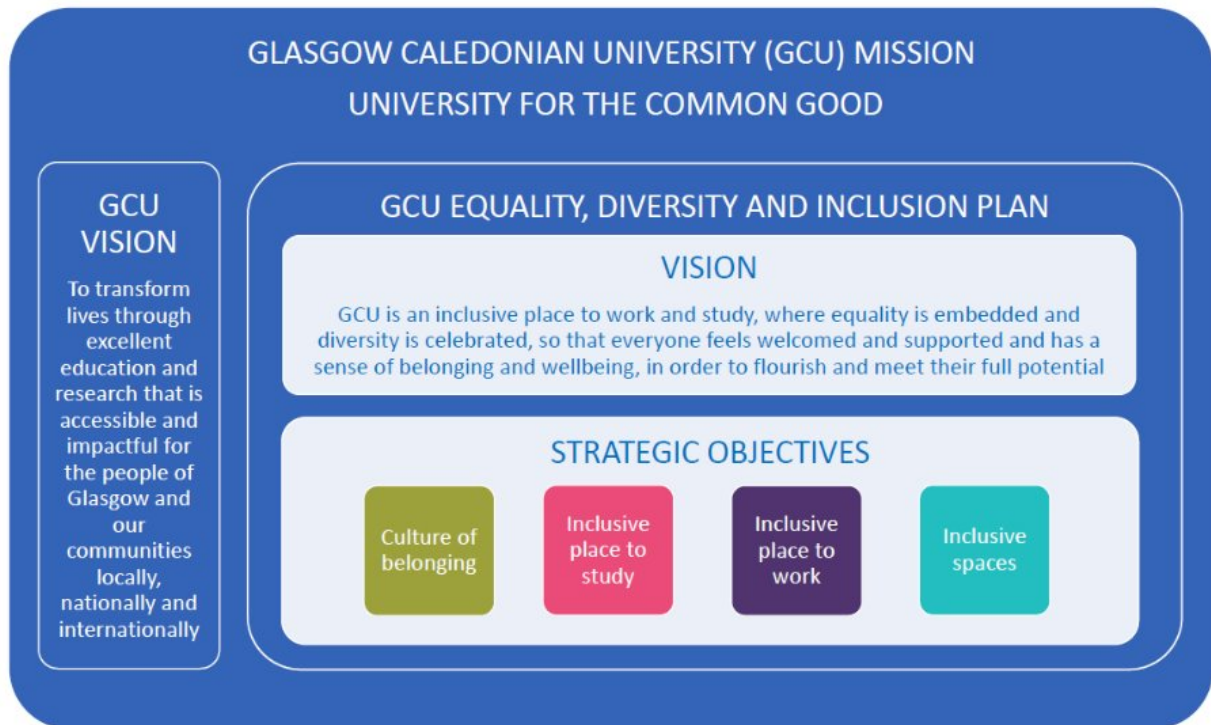 GLASGOW CALEDONIAN UNIVERSITY (GCU) MISSION
UNIVERSITY FOR THE COMMON GOOD
GCU
VISION
To transform
lives through
excellent
education and
research that is
accessible and
impactful for
the people of
Glasgow and
our
communities
locally,
nationally and
internationally
GCU EQUALITY, DIVERSITY AND INCLUSION PLAN
VISION
GCU is an inclusive place to work and study, where equality is embedded and
diversity is celebrated, so that everyone feels welcomed and supported and has a
sense of belonging and wellbeing, in order to flourish and meet their full potential
STRATEGIC OBJECTIVES
Culture of
belonging
Inclusive
place to
study
Inclusive
place to
work
Inclusive
spaces